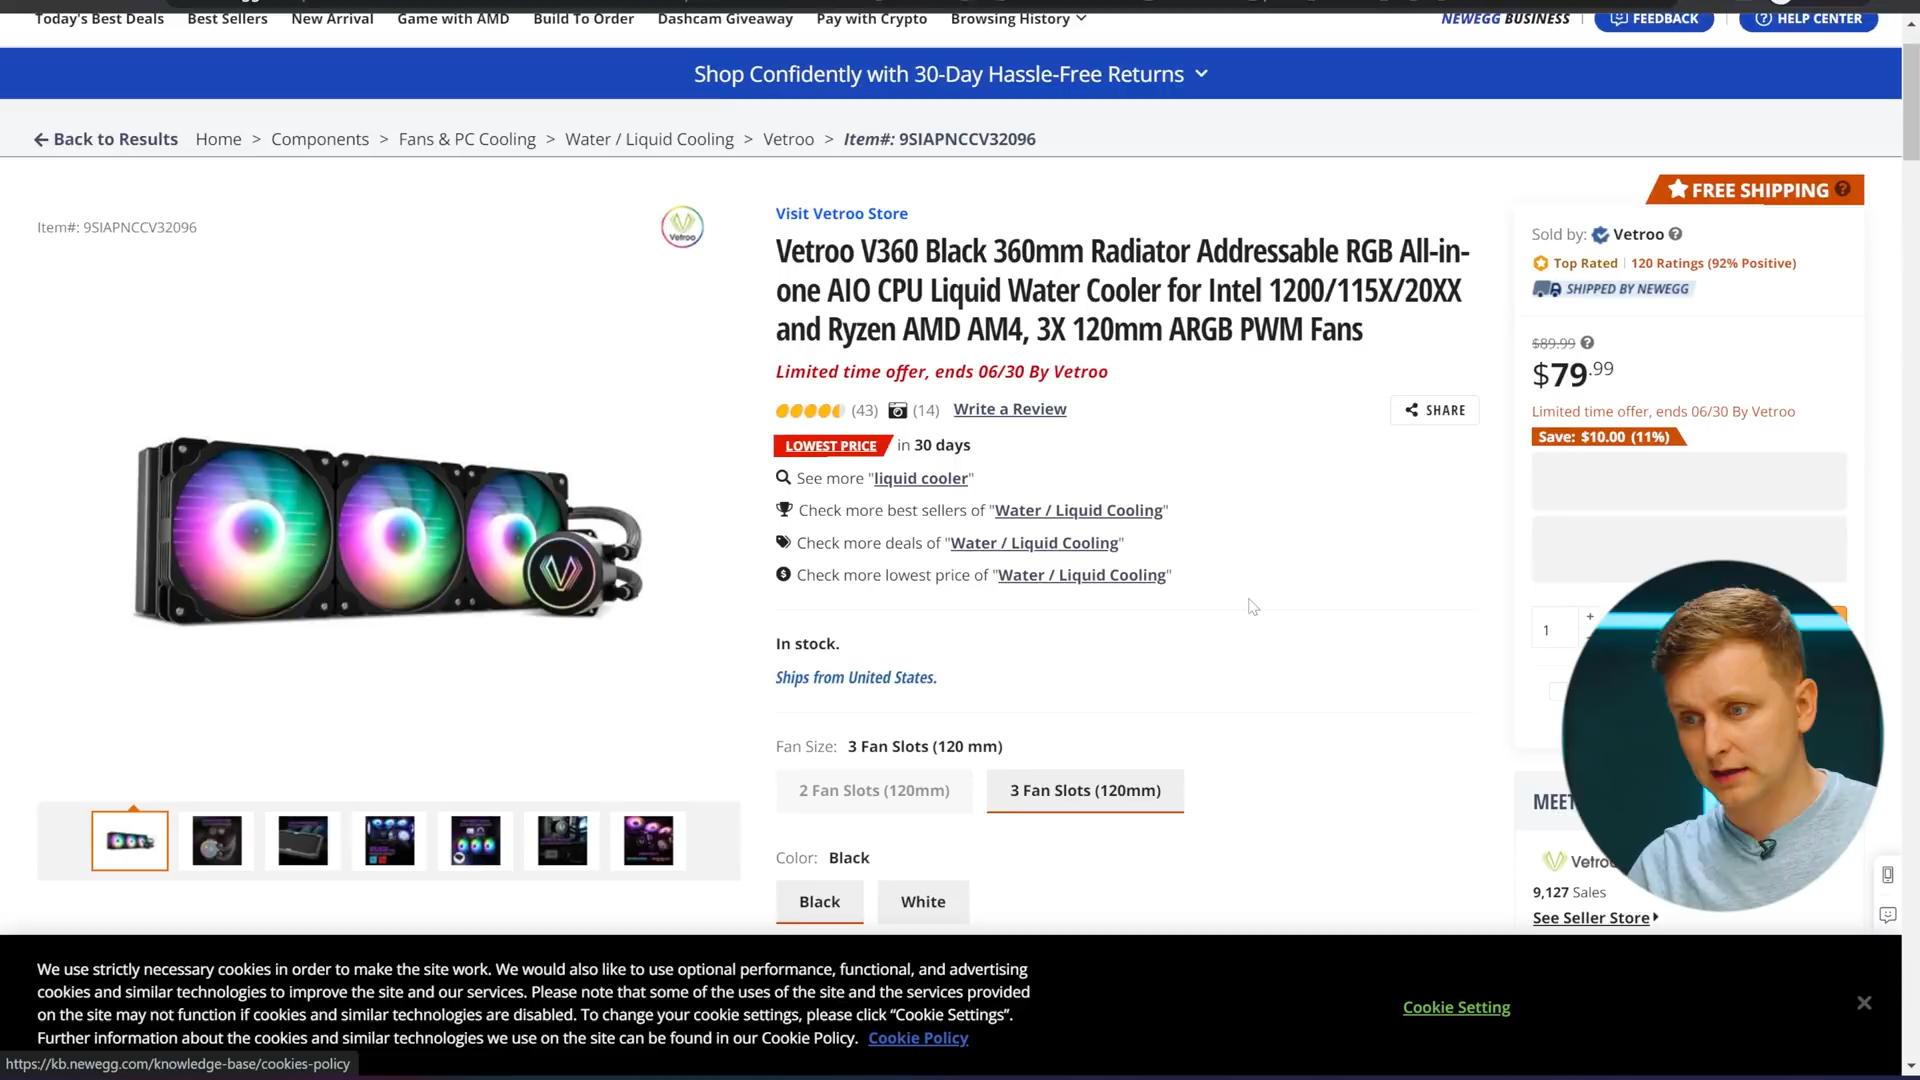 Today's Best Deals Best Sellers New Arrival Game with AMD Build To Order Dashcam Giveaway Pay with Crypto Browsing History NEWEGG BUSINESS FEEDBACK HELP CENTER
Shop Confidently with 30-Day Hassle-Free Returns
Back to Results Home > Components > Fans & PC Cooling > Water / Liquid Cooling > Vetroo > Item#: 9SIAPNCCV32096
FREE SHIPPING
Item#: 9SIAPNCCV32096
Vetroo
Visit Vetroo Store
Vetroo V360 Black 360mm Radiator Addressable RGB All-in-
one AIO CPU Liquid Water Cooler for Intel 1200/115X/20XX
and Ryzen AMD AM4, 3X 120mm ARGB PWM Fans
Limited time offer, ends 06/30 By Vetroo
(43) (14) Write a Review
SHARE
LOWEST PRICE in 30 days
See more "liquid cooler"
Check more best sellers of "Water / Liquid Cooling"
Check more deals of "Water / Liquid Cooling"
Check more lowest price of "Water / Liquid Cooling"
In stock.
Ships from United States.
Fan Size: 3 Fan Slots (120 mm)
2 Fan Slots (120mm) 3 Fan Slots (120mm)
Color: Black
Black White
Sold by: Vetroo
Top Rated | 120 Ratings (92% Positive)
SHIPPED BY NEWEGG
$89.99
$79.99
Limited time offer, ends 06/30 By Vetroo
Save: $10.00 (11%)
1 +
MEET
Vetroo
9,127 Sales
See Seller Store
We use strictly necessary cookies in order to make the site work. We would also like to use optional performance, functional, and advertising
cookies and similar technologies to improve the site and our services. Please note that some of the uses of the site and the services provided
on the site may not function if cookies and similar technologies are disabled. To change your cookie settings, please click “Cookie Settings”.
Further information about the cookies and similar technologies we use on the site can be found in our Cookie Policy. Cookie Policy
Cookie Setting
https://kb.newegg.com/knowledge-base/cookies-policy